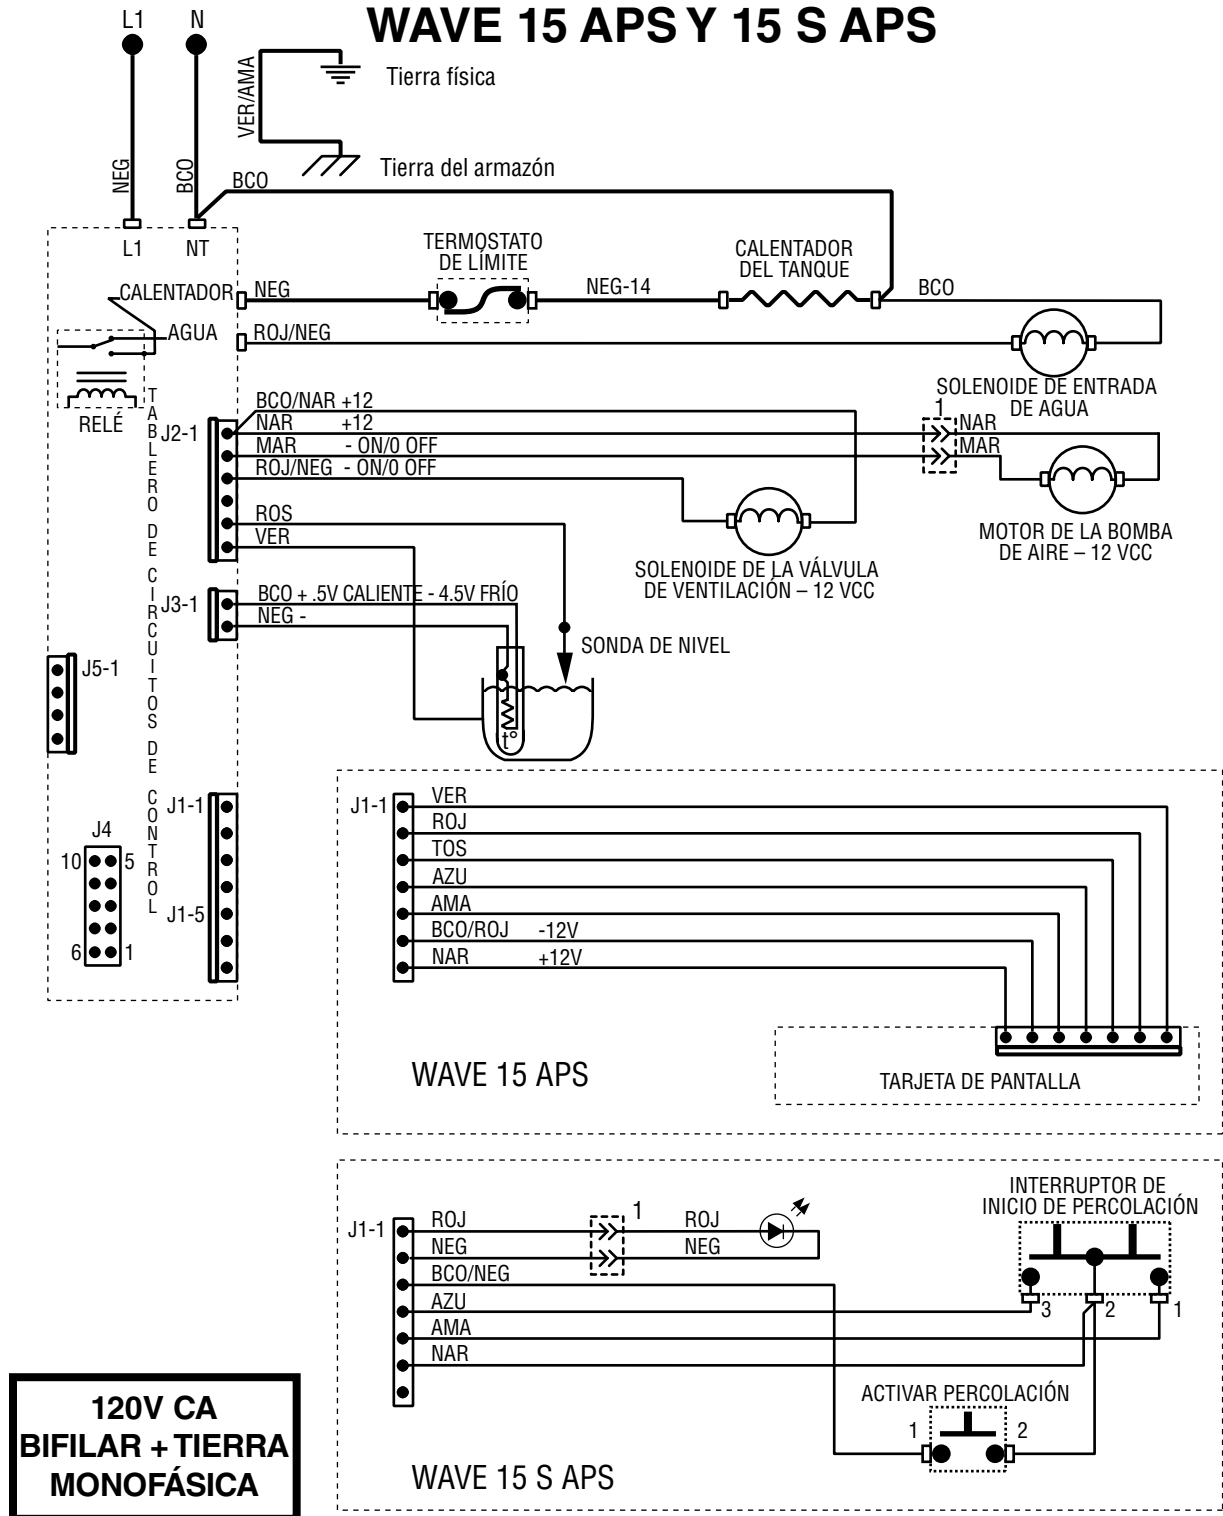 WAVE 15 APS Y 15 S APS
L1
N
Tierra física
VER/AMA
NEG
BCO
Tierra del armazón
BCO
L1
NT
TERMOSTATO
DE LÍMITE
CALENTADOR
DEL TANQUE
CALENTADOR
NEG
NEG-14
BCO
AGUA
ROJ/NEG
SOLENOIDE DE ENTRADA
DE AGUA
RELÉ
TABLERO DE CIRCUITOS DE CONTROL
J2-1
BCO/NAR +12
NAR +12
MAR - ON/0 OFF
ROJ/NEG - ON/0 OFF
1
NAR
MAR
ROS
VER
MOTOR DE LA BOMBA
DE AIRE – 12 VCC
SOLENOIDE DE LA VÁLVULA
DE VENTILACIÓN – 12 VCC
J3-1
BCO + .5V CALIENTE - 4.5V FRÍO
NEG -
SONDA DE NIVEL
t°
J5-1
J1-1
J4
10
5
J1-5
6
1
J1-1
VER
ROJ
TOS
AZU
AMA
BCO/ROJ -12V
NAR +12V
WAVE 15 APS
TARJETA DE PANTALLA
INTERRUPTOR DE
INICIO DE PERCOLACIÓN
J1-1
ROJ
1
ROJ
NEG
NEG
BCO/NEG
AZU
3
2
1
AMA
NAR
ACTIVAR PERCOLACIÓN
1
2
WAVE 15 S APS
120V CA
BIFILAR + TIERRA
MONOFÁSICA